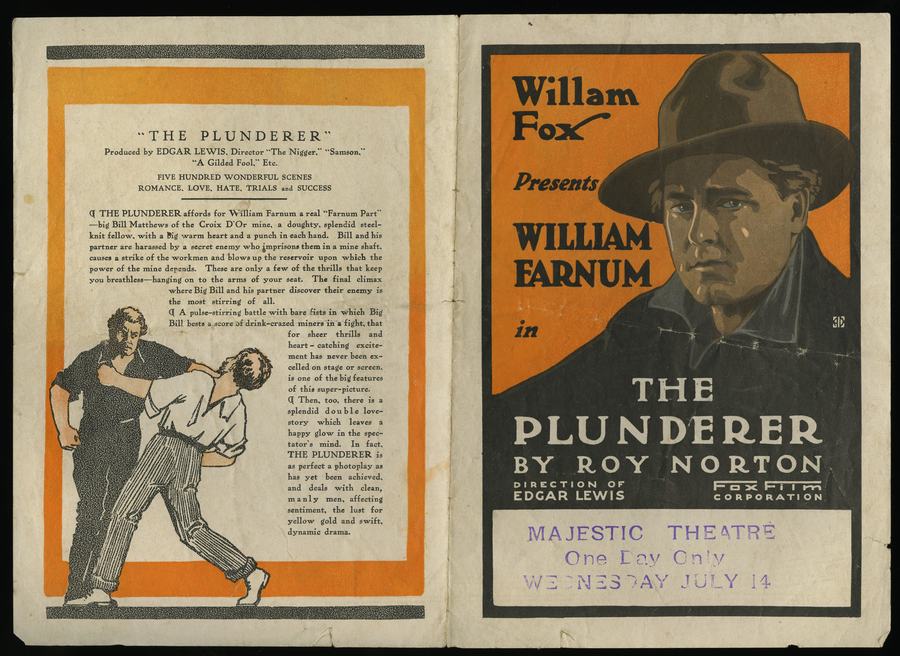 "THE PLUNDERER"
Produced by EDGAR LEWIS, Director "The Nigger," "Samson,"
"A Gilded Fool," Etc.
FIVE HUNDRED WONDERFUL SCENES
ROMANCE, LOVE, HATE, TRIALS and SUCCESS
¶ THE PLUNDERER affords for William Farnum a real "Farnum Part"
—big Bill Matthews of the Croix D'Or mine, a doughty, splendid steel-
knit fellow, with a Big warm heart and a punch in each hand. Bill and his
partner are harassed by a secret enemy who imprisons them in a mine shaft,
causes a strike of the workmen and blows up the reservoir upon which the
power of the mine depends. These are only a few of the thrills that keep
you breathless—hanging on to the arms of your seat. The final climax
where Big Bill and his partner discover their enemy is
the most stirring of all.
¶ A pulse-stirring battle with bare fists in which Big
Bill bests a score of drink-crazed miners in a fight, that
for sheer thrills and
heart-catching excite-
ment has never been ex-
celled on stage or screen,
is one of the big features
of this super-picture.
¶ Then, too, there is a
splendid double love-
story which leaves a
happy glow in the spec-
tator's mind. In fact,
THE PLUNDERER is
as perfect a photoplay as
has yet been achieved,
and deals with clean,
manly men, affecting
sentiment, the lust for
yellow gold and swift,
dynamic drama.
Willam
Fox
Presents
WILLIAM
FARNUM
in
THE
PLUNDERER
BY ROY NORTON
DIRECTION OF
EDGAR LEWIS
Fox Film
CORPORATION
MAJESTIC THEATRE
One Day Only
WEDNESDAY JULY 14